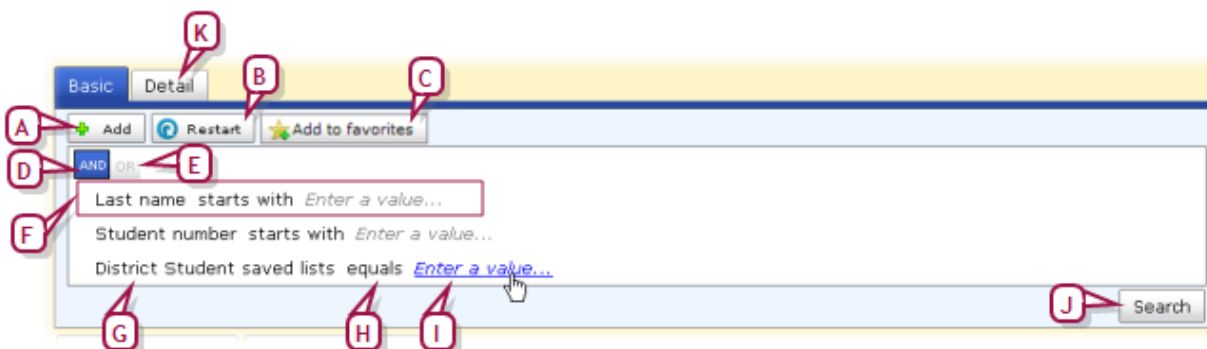 K
Basic Detail B C
A Add Restart Add to favorites
D AND OR E
Last name starts with Enter a value...
F
Student number starts with Enter a value...
District Student saved lists equals Enter a value...
J Search
G H I